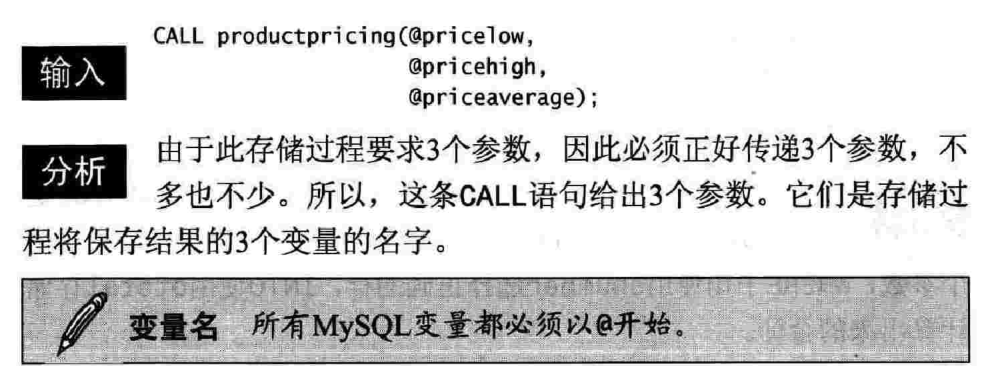 CALL productpricing(@pricelow,
输入
@pricehigh,
@priceaverage);
分析
由于此存储过程要求3个参数，因此必须正好传递3个参数，不
多也不少。所以，这条CALL语句给出3个参数。它们是存储过
程将保存结果的3个变量的名字。
变量名 所有MySQL变量都必须以@开始。